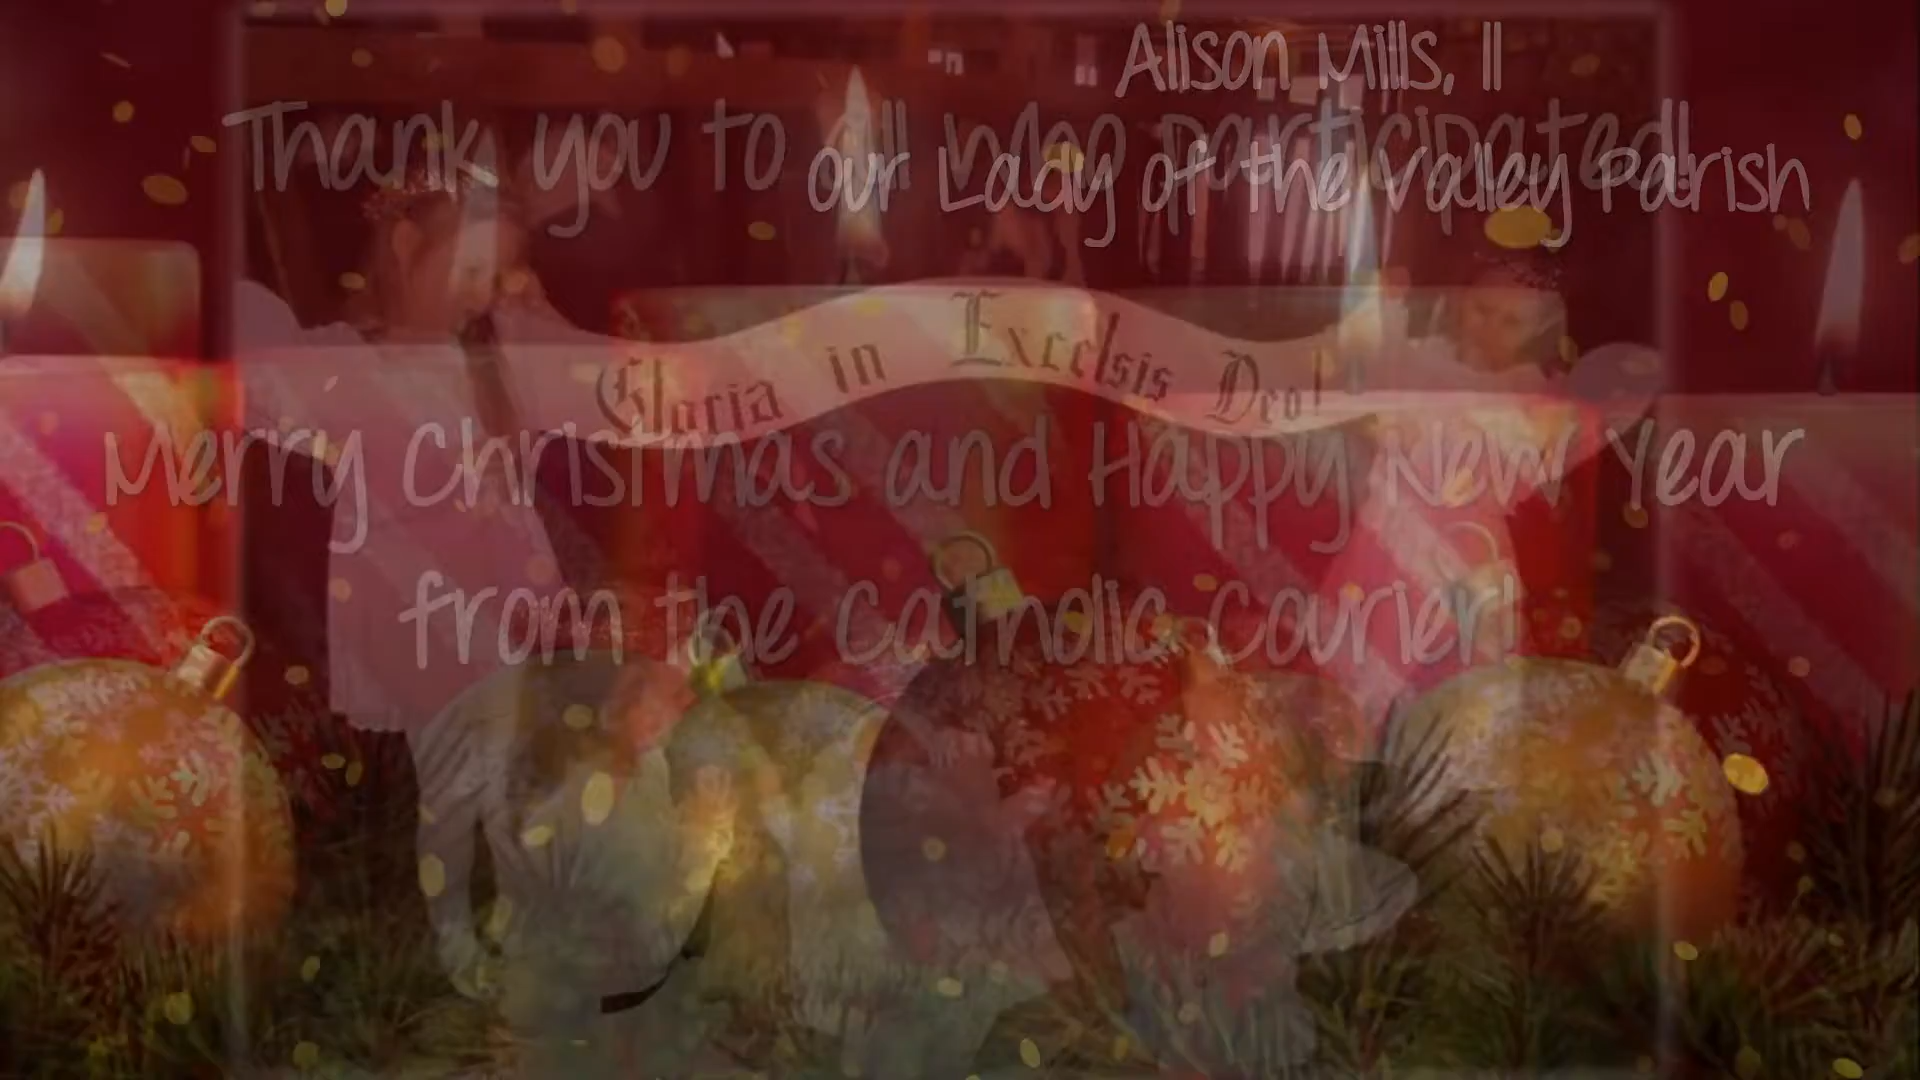 Alison Mills, 11
Thank you to all who participated!
Our Lady of the Valley Parish
Gloria in Excelsis Deo!
Merry Christmas and Happy New Year
from the Catholic Courier!